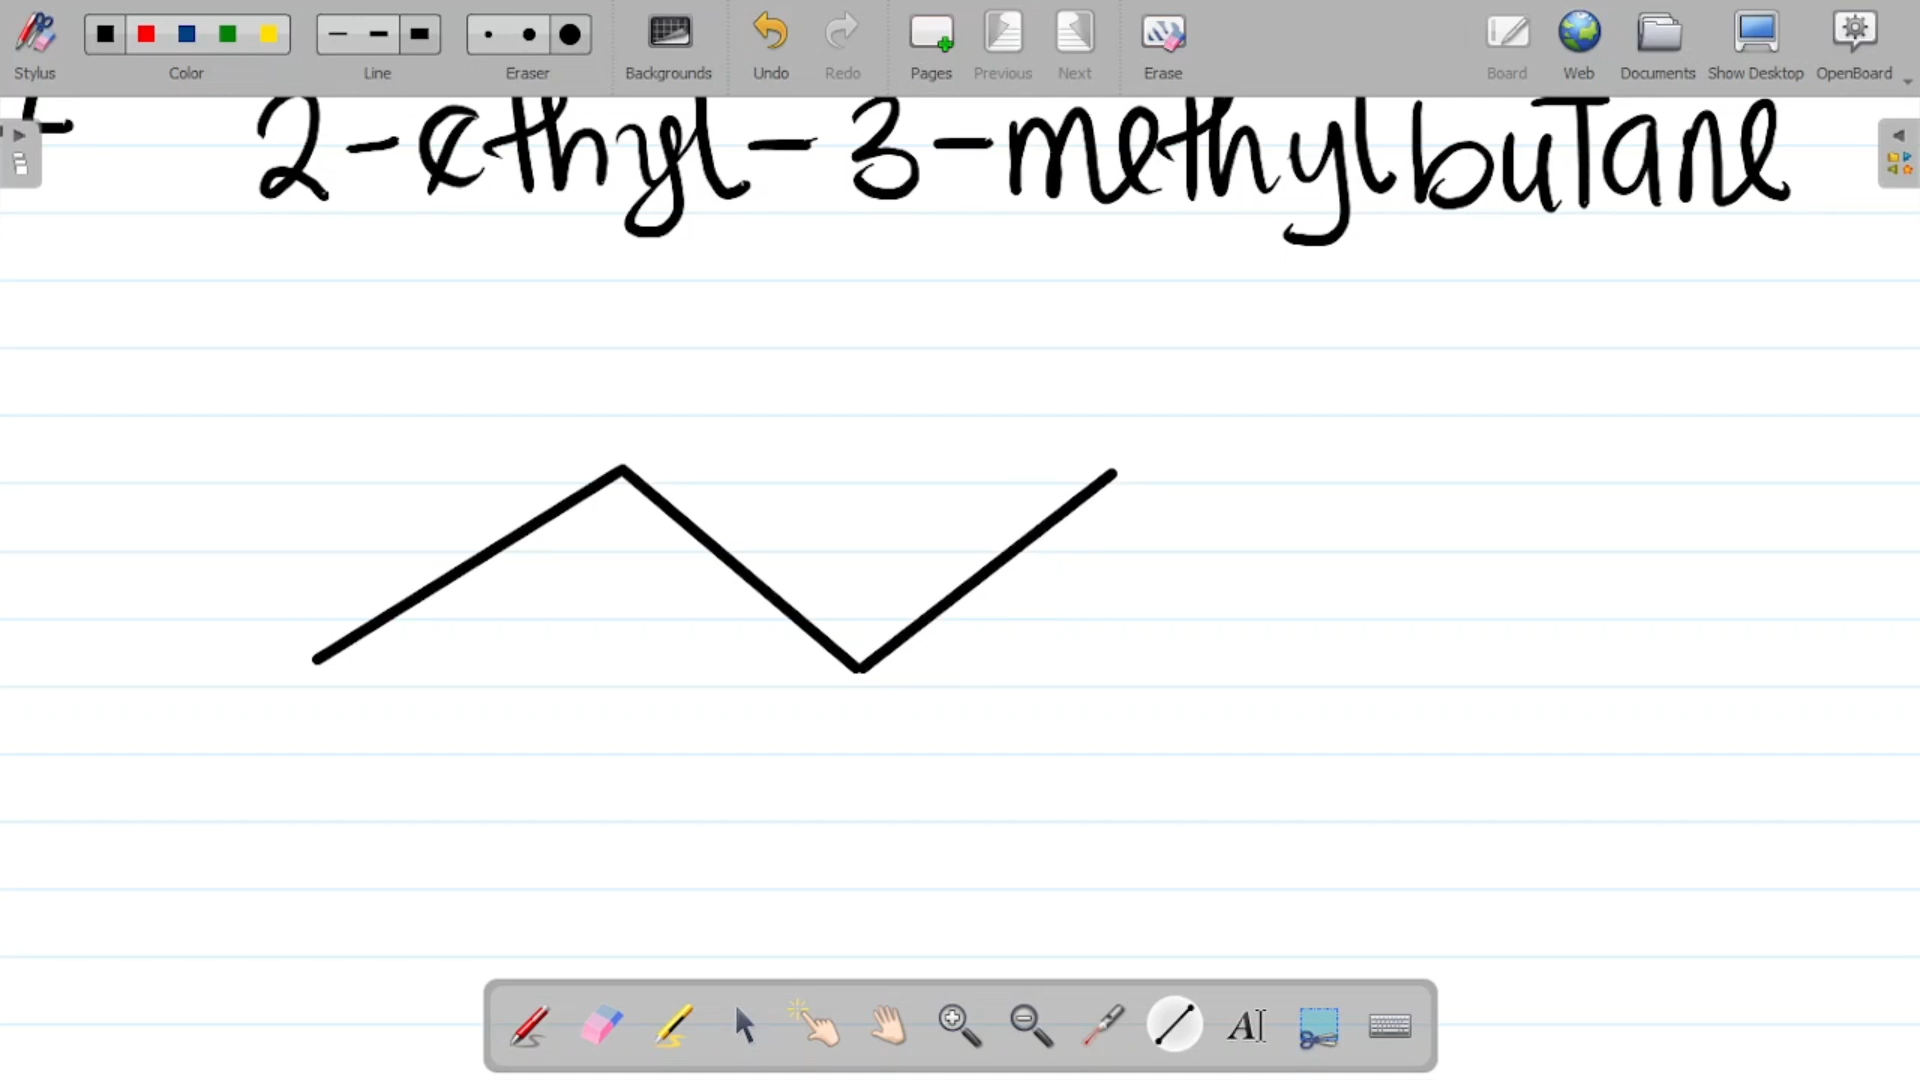 Stylus Color Line Eraser Backgrounds Undo Redo Pages Previous Next Erase Board Web Documents Show Desktop OpenBoard
2-ethyl-3-methylbutane